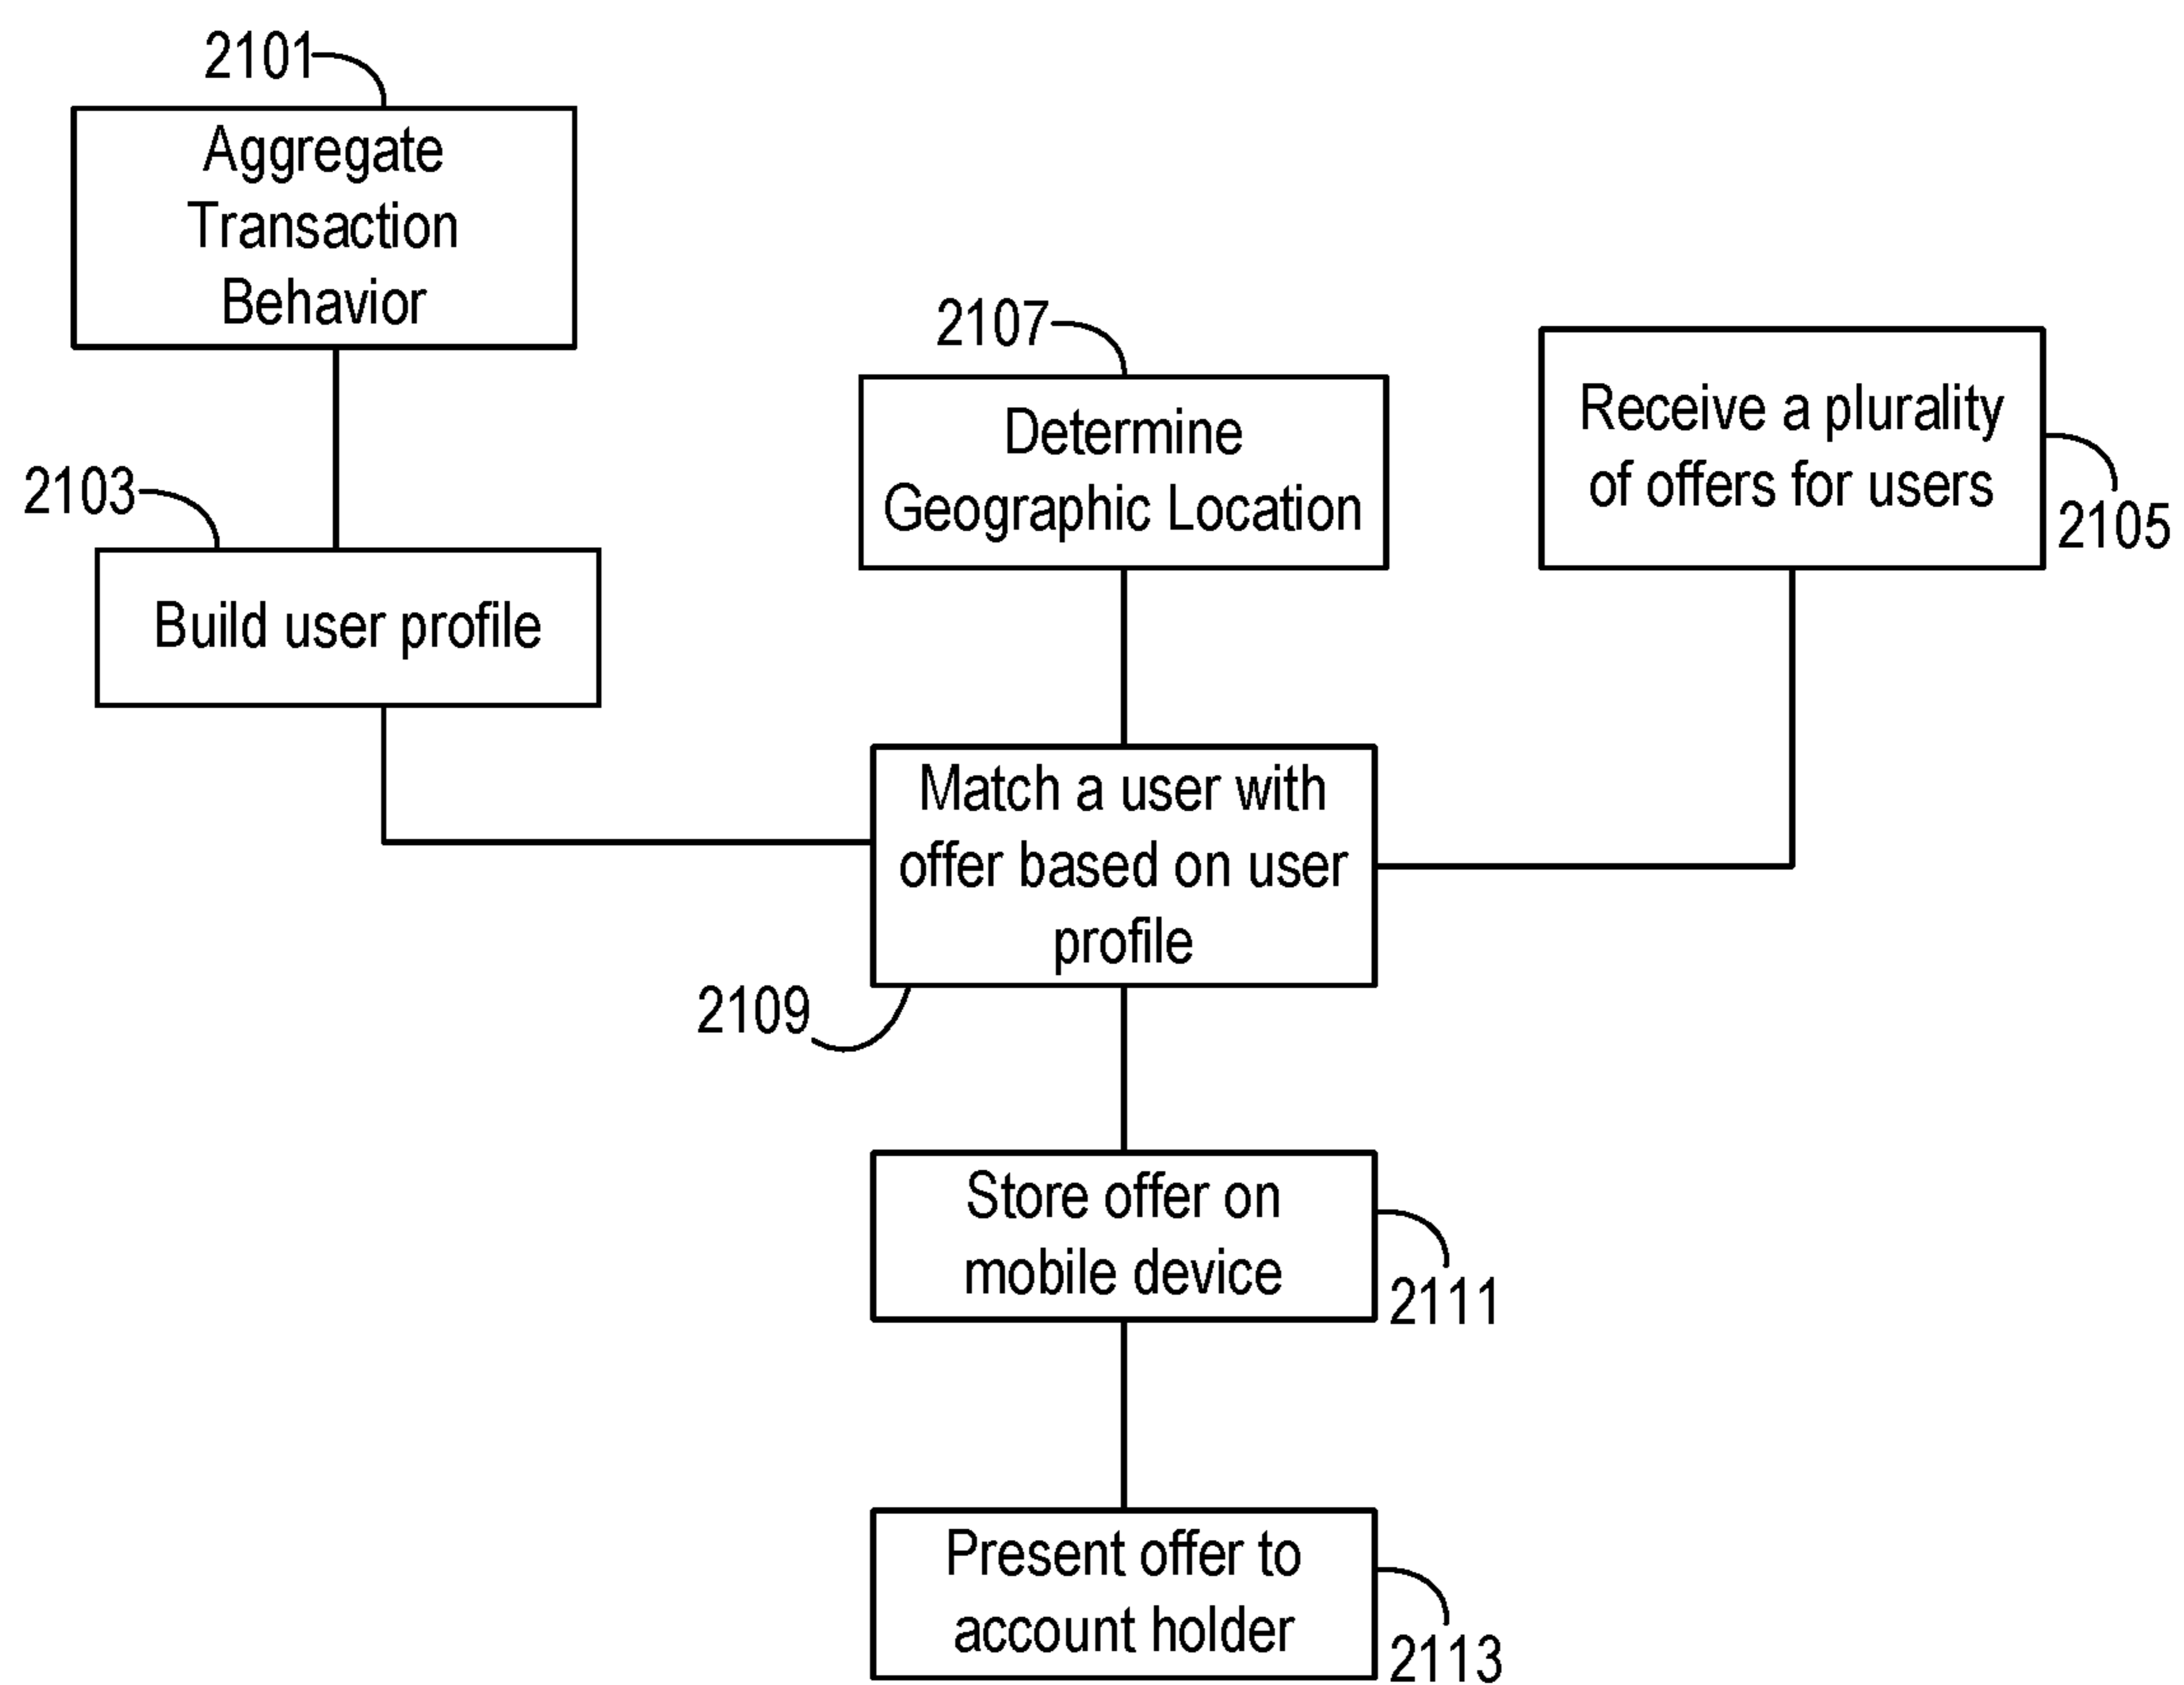 2101
Aggregate
Transaction
Behavior
2103
Build user profile
2107
Determine
Geographic Location
Receive a plurality
of offers for users
2105
Match a user with
offer based on user
profile
2109
Store offer on
mobile device
2111
Present offer to
account holder
2113